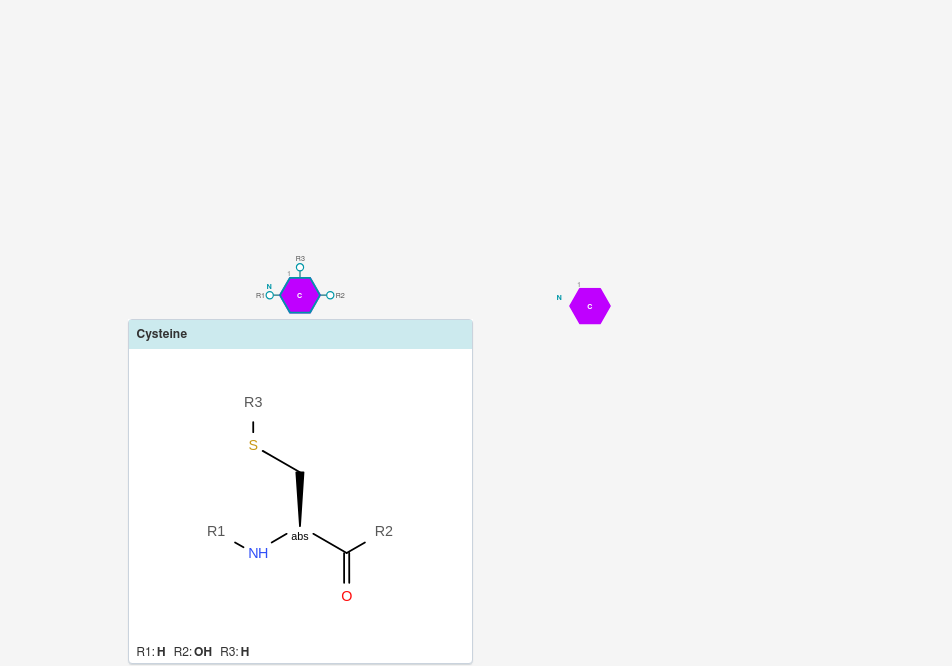 R3
1
N
R1 C R2
1
N
C
Cysteine
R3
S
R1
abs
R2
NH
O
R1: H R2: OH R3: H